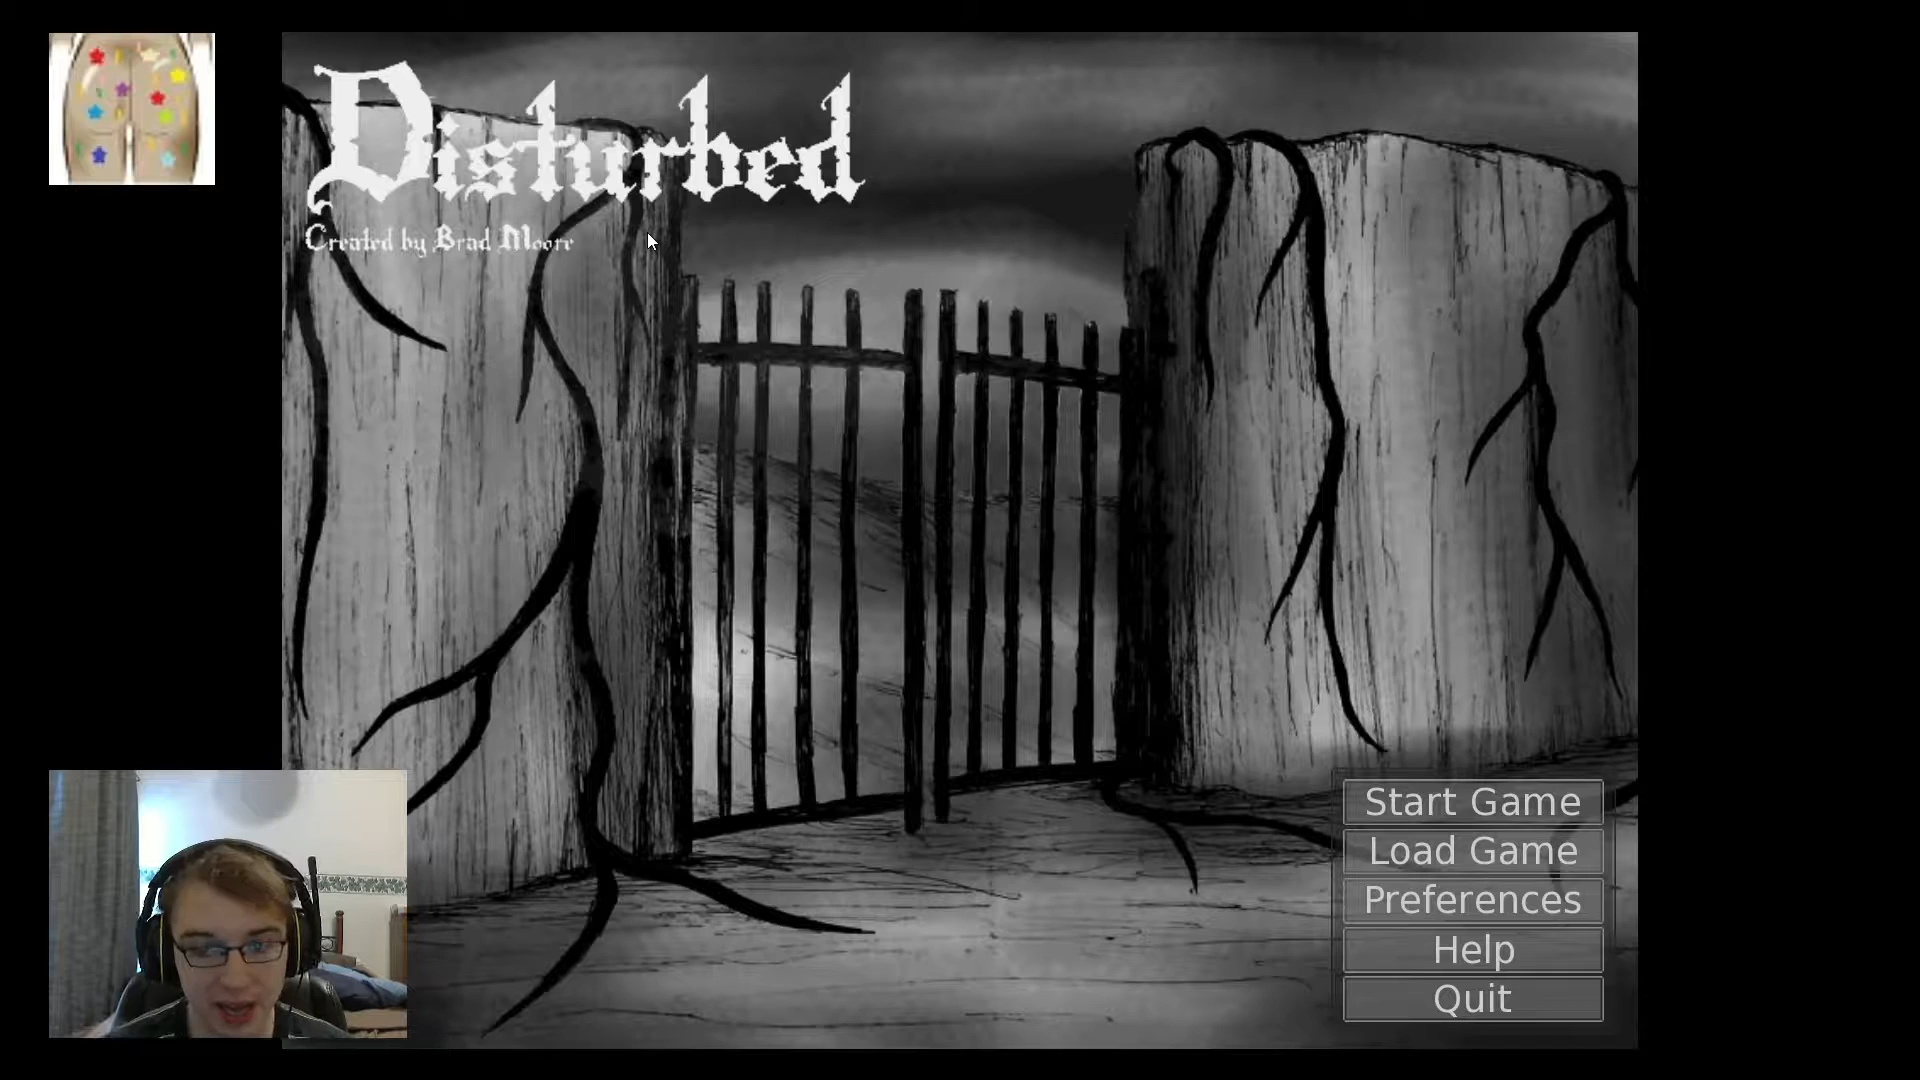 Disturbed
Created by Brad Moore
Start Game
Load Game
Preferences
Help
Quit